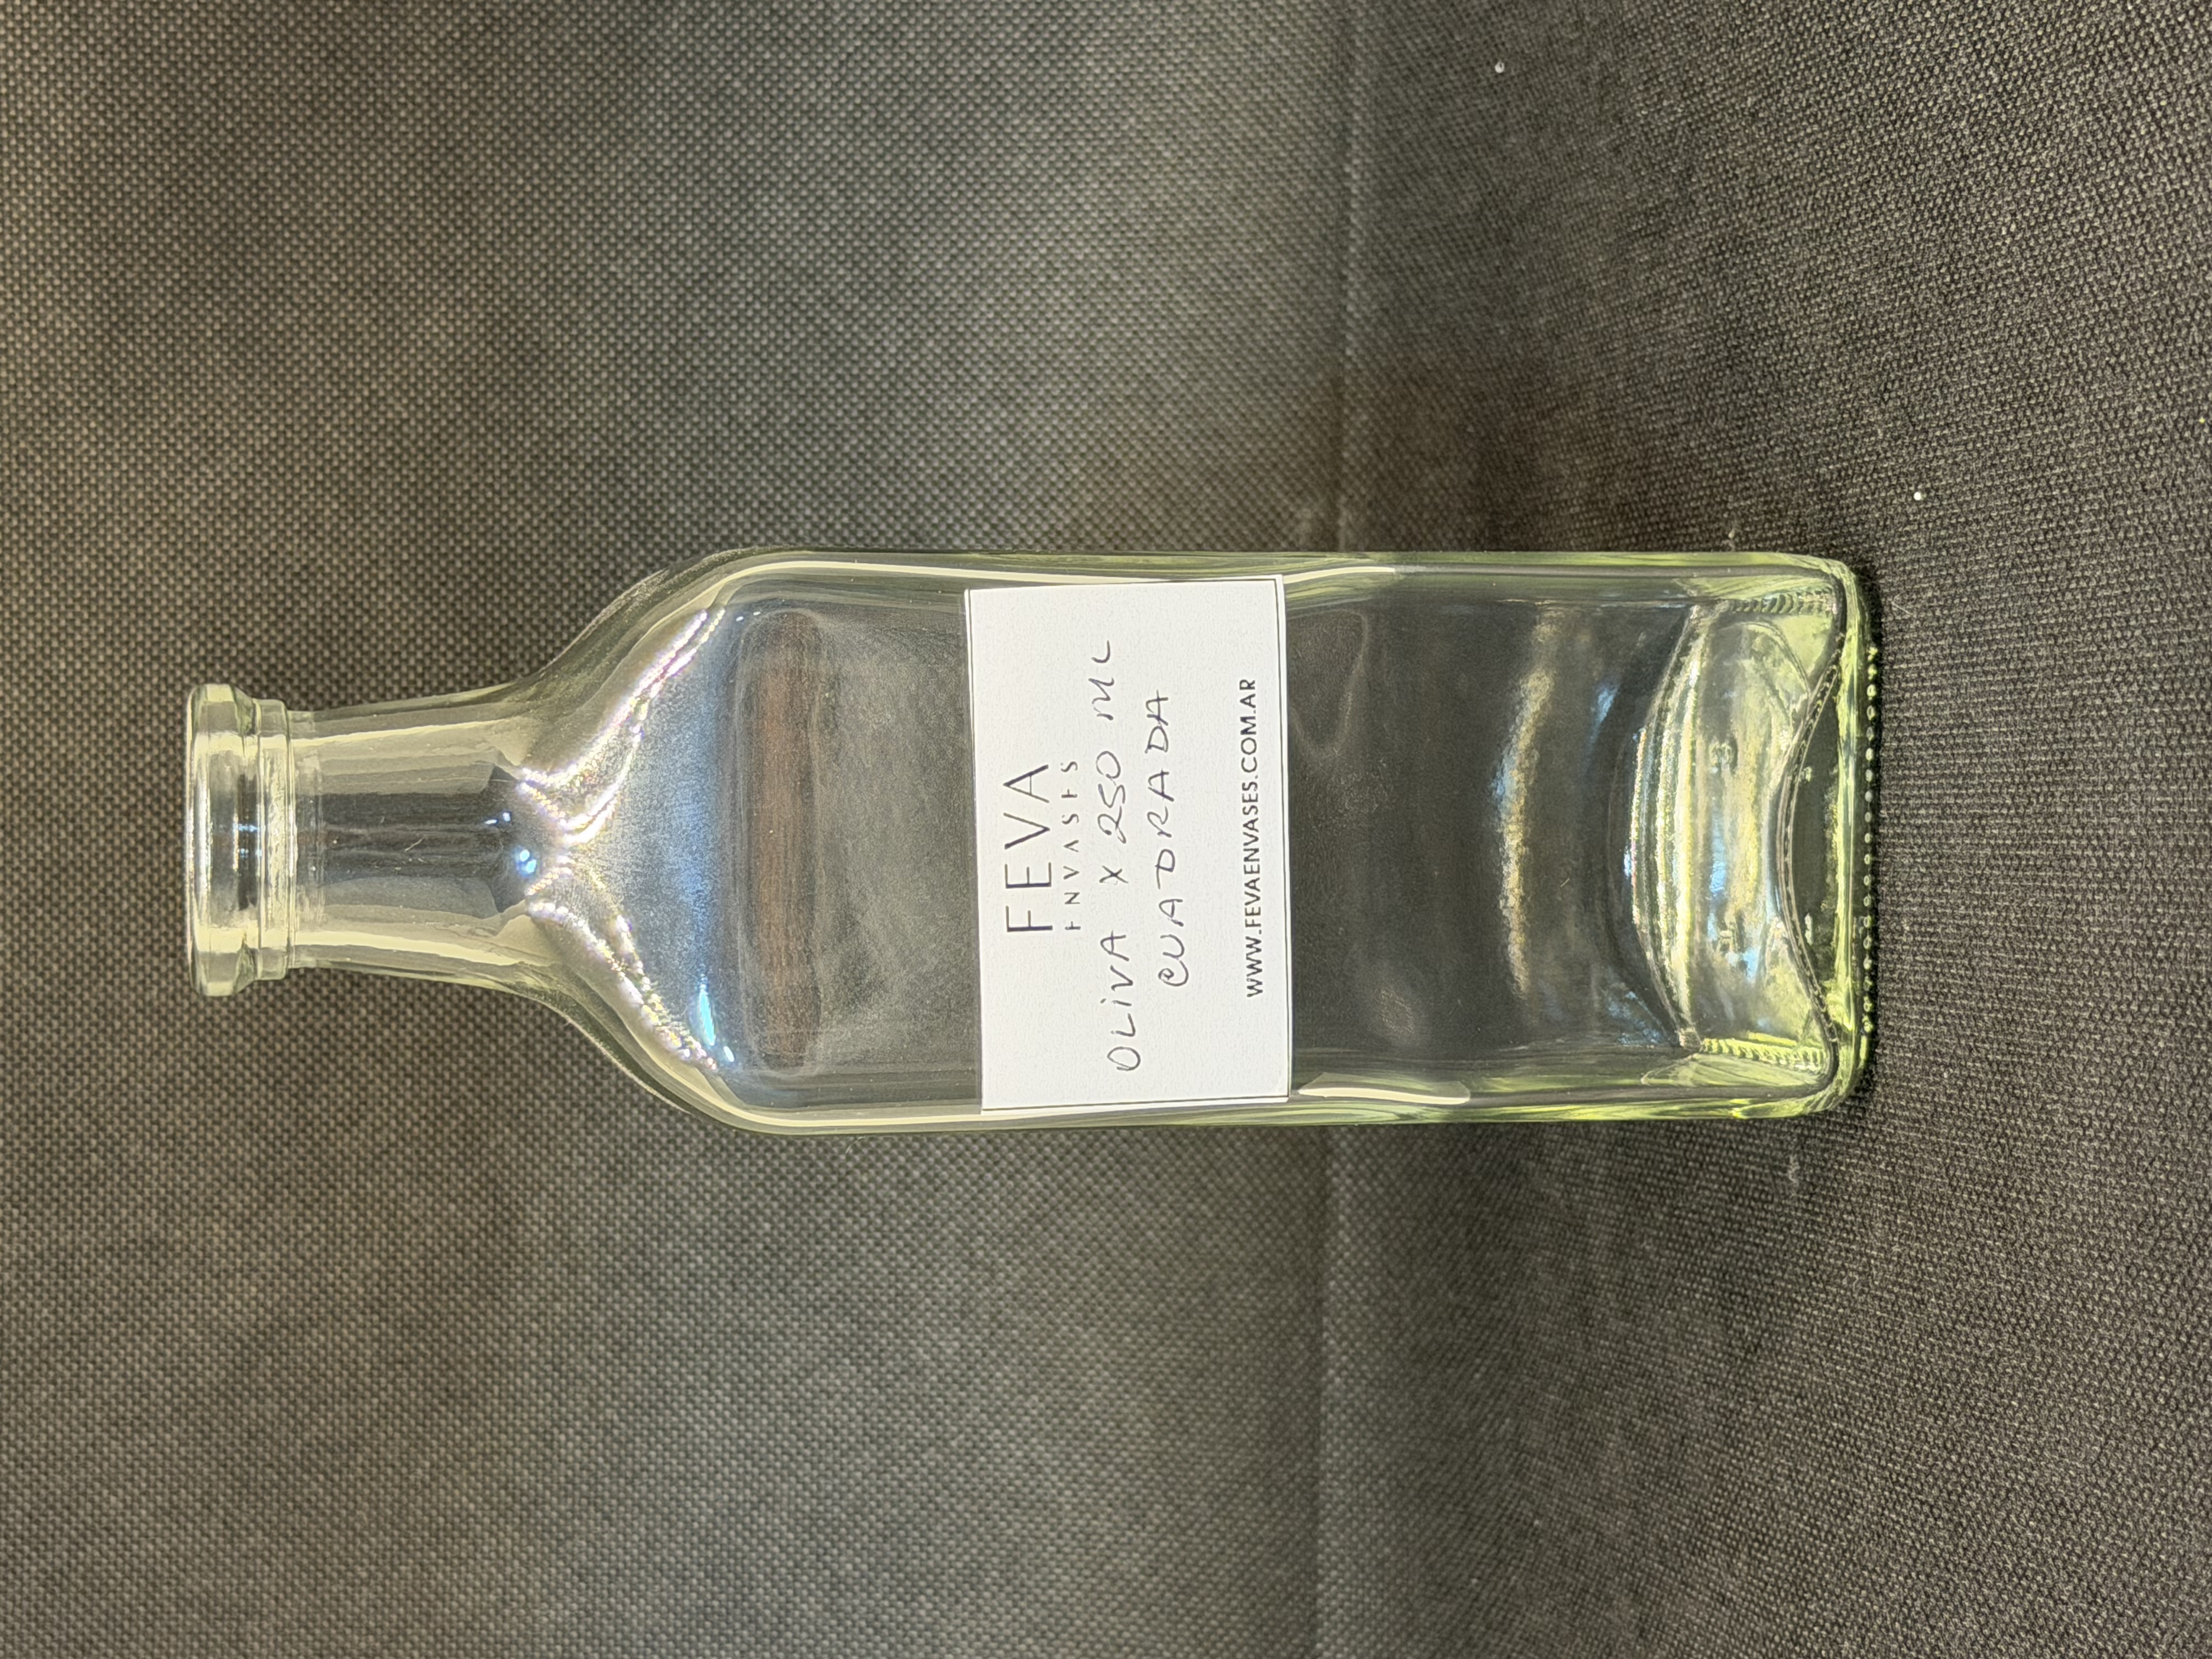 FEVA
ENVASES
OLIVA X 250 ML
CUADRADA
WWW.FEVAENVASES.COM.AR